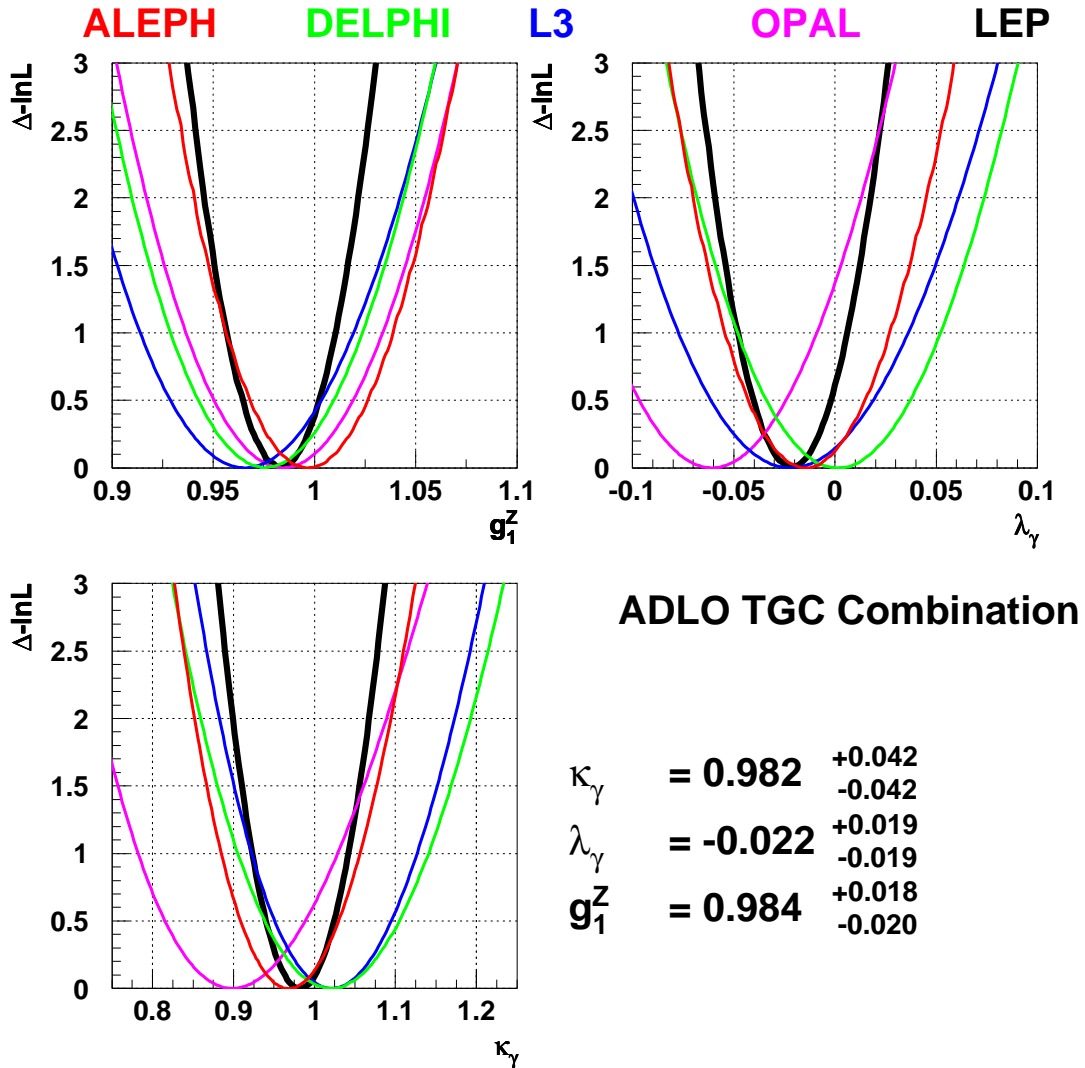 ALEPH DELPHI L3 OPAL LEP
Δ-lnL
3
2.5
2
1.5
1
0.5
0
0.9 0.95 1 1.05 1.1
g₁ᶻ
Δ-lnL
3
2.5
2
1.5
1
0.5
0
-0.1 -0.05 0 0.05 0.1
λγ
Δ-lnL
3
2.5
2
1.5
1
0.5
0
0.8 0.9 1 1.1 1.2
κγ
ADLO TGC Combination
κγ = 0.982 +0.042 -0.042
λγ = -0.022 +0.019 -0.019
g₁ᶻ = 0.984 +0.018 -0.020